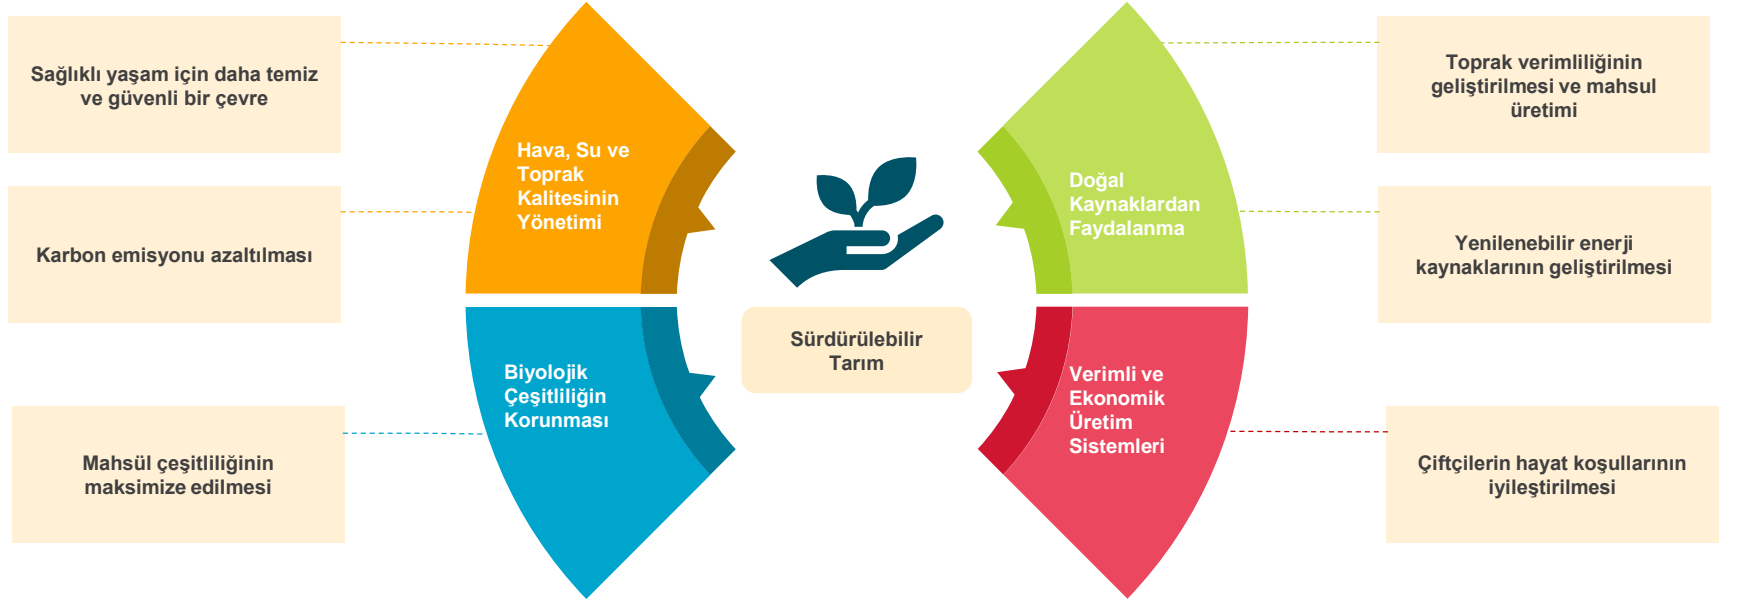 Sağlıklı yaşam için daha temiz
ve güvenli bir çevre
Karbon emisyonu azaltılması
Mahsül çeşitliliğinin
maksimize edilmesi
Hava, Su ve
Toprak
Kalitesinin
Yönetimi
Biyolojik
Çeşitliliğin
Korunması
Sürdürülebilir
Tarım
Doğal
Kaynaklardan
Faydalanma
Verimli ve
Ekonomik
Üretim
Sistemleri
Toprak verimliliğinin
geliştirilmesi ve mahsul
üretimi
Yenilenebilir enerji
kaynaklarının geliştirilmesi
Çiftçilerin hayat koşullarının
iyileştirilmesi